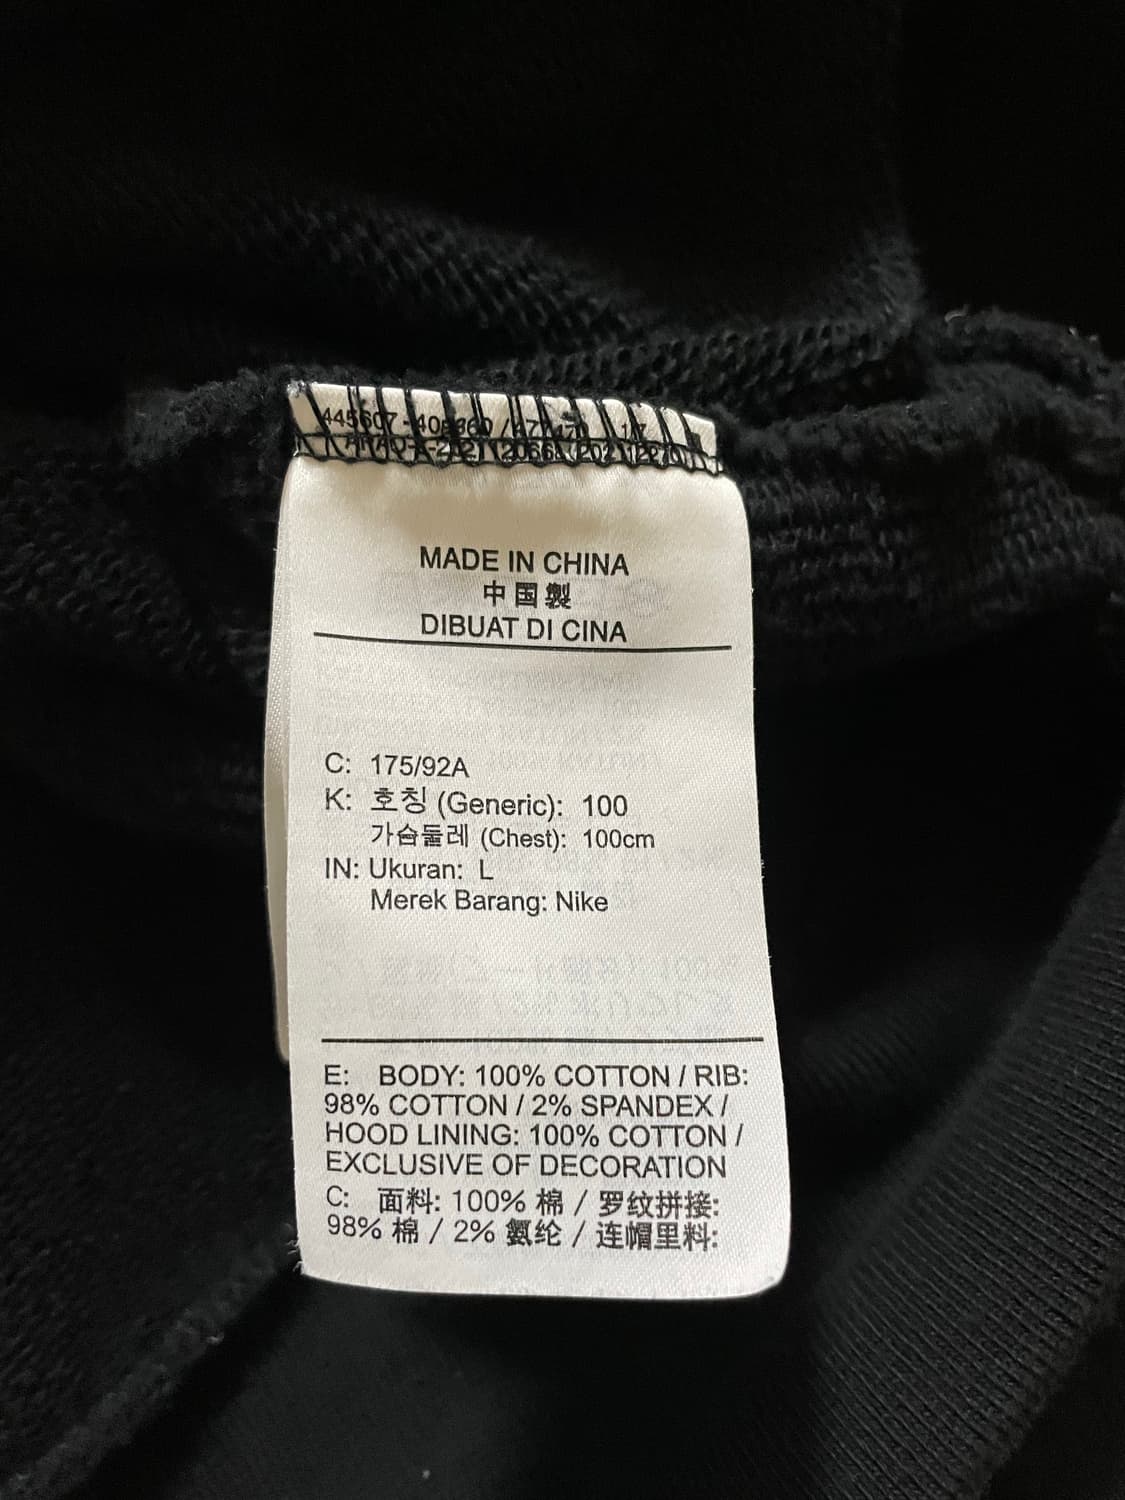 MADE IN CHINA
中国製
DIBUAT DI CINA
C: 175/92A
K: 호칭 (Generic): 100
가슴둘레 (Chest): 100cm
IN: Ukuran: L
Merek Barang: Nike
E: BODY: 100% COTTON / RIB:
98% COTTON / 2% SPANDEX /
HOOD LINING: 100% COTTON /
EXCLUSIVE OF DECORATION
C: 面料: 100% 棉 / 罗纹拼接:
98% 棉 / 2% 氨纶 / 连帽里料: